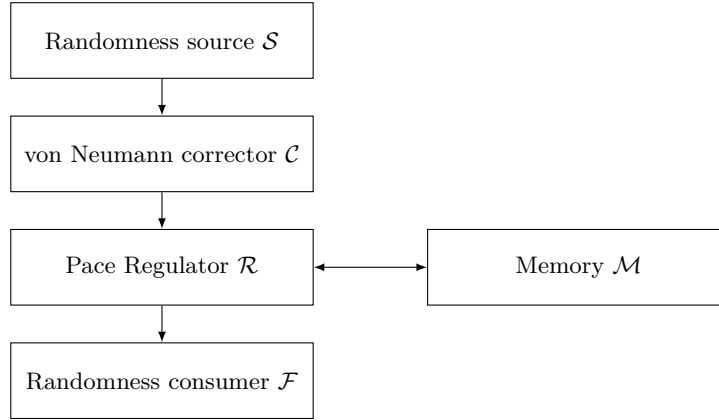 Randomness source 𝒮
von Neumann corrector 𝒞
Pace Regulator ℛ
Memory ℳ
Randomness consumer ℱ